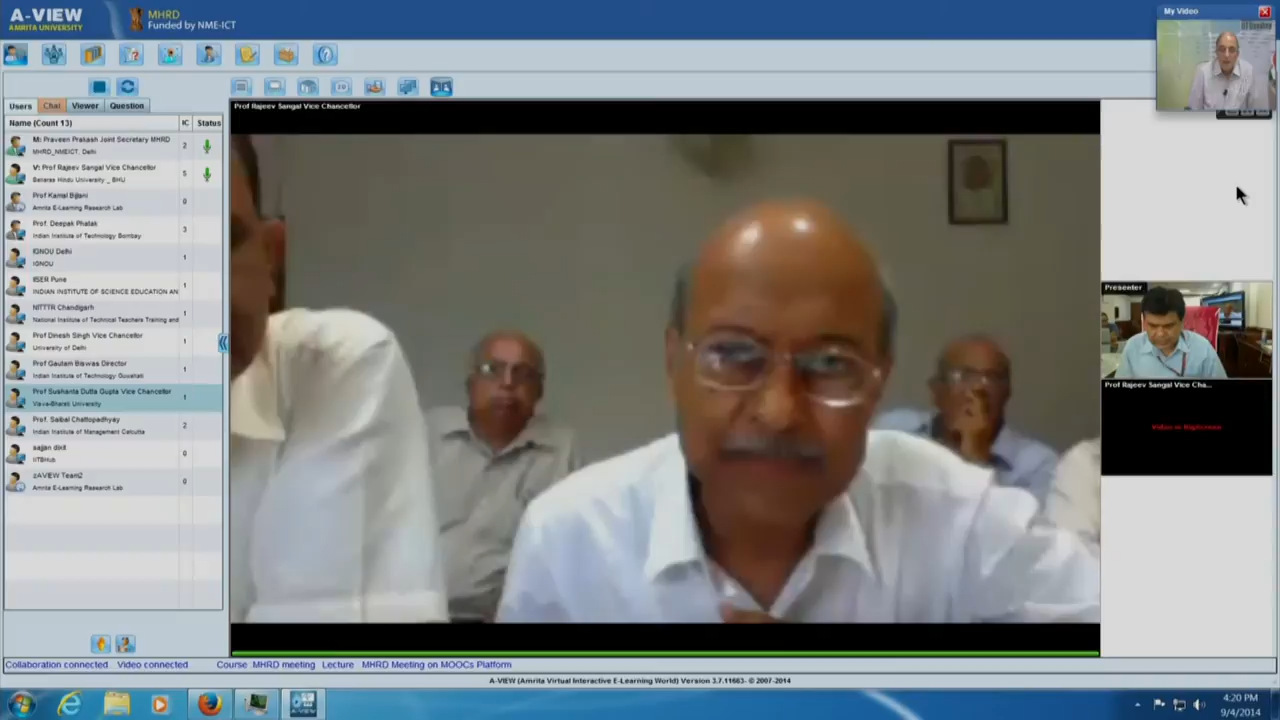 A-VIEW
AMRITA UNIVERSITY
MHRD
Funded by NME-ICT
My Video
Users
Chat
Viewer
Question
Name (Count 13)
IC
Status
M: Praveen Prakash Joint Secretary MHRD
MHRD_NMEICT, Delhi
2
V: Prof Rajeev Sangal Vice Chancellor
Banaras Hindu University _ BHU
5
Prof Kamal Bijlani
Amrita E-Learning Research Lab
0
Prof. Deepak Phatak
Indian Institute of Technology Bombay
3
IGNOU Delhi
IGNOU
1
IISER Pune
INDIAN INSTITUTE OF SCIENCE EDUCATION AN
1
NITTTR Chandigarh
National Institute of Technical Teachers Training and
1
Prof Dinesh Singh Vice Chancellor
University of Delhi
1
Prof Gautam Biswas Director
Indian Institute of Technology Guwahati
1
Prof Sushanta Dutta Gupta Vice Chancellor
Visva-Bharati University
1
Prof. Saibal Chattopadhyay
Indian Institute of Management Calcutta
2
sajjan dixit
0
zAVIEW Team2
Amrita E-Learning Research Lab
0
Prof Rajeev Sangal Vice Chancellor
Presenter
Prof Rajeev Sangal Vice Cha...
Video in Fullscreen
Collaboration connected Video connected Course MHRD meeting Lecture MHRD Meeting on MOOCs Platform
A-VIEW (Amrita Virtual Interactive E-Learning World) Version 3.7.11663- © 2007-2014
4:20 PM
9/4/2014